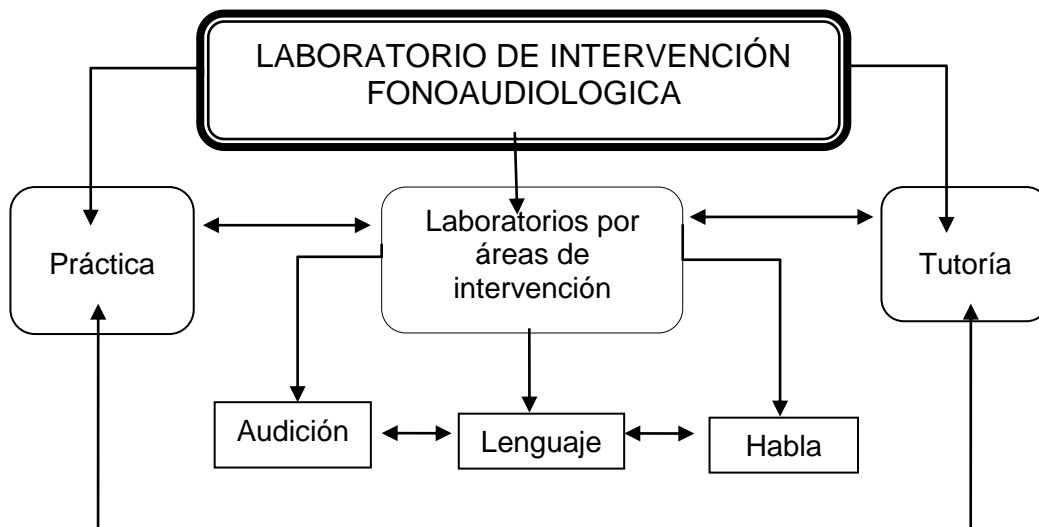 LABORATORIO DE INTERVENCIÓN
FONOAUDIOLOGICA
Práctica
Laboratorios por
áreas de
intervención
Tutoría
Audición
Lenguaje
Habla